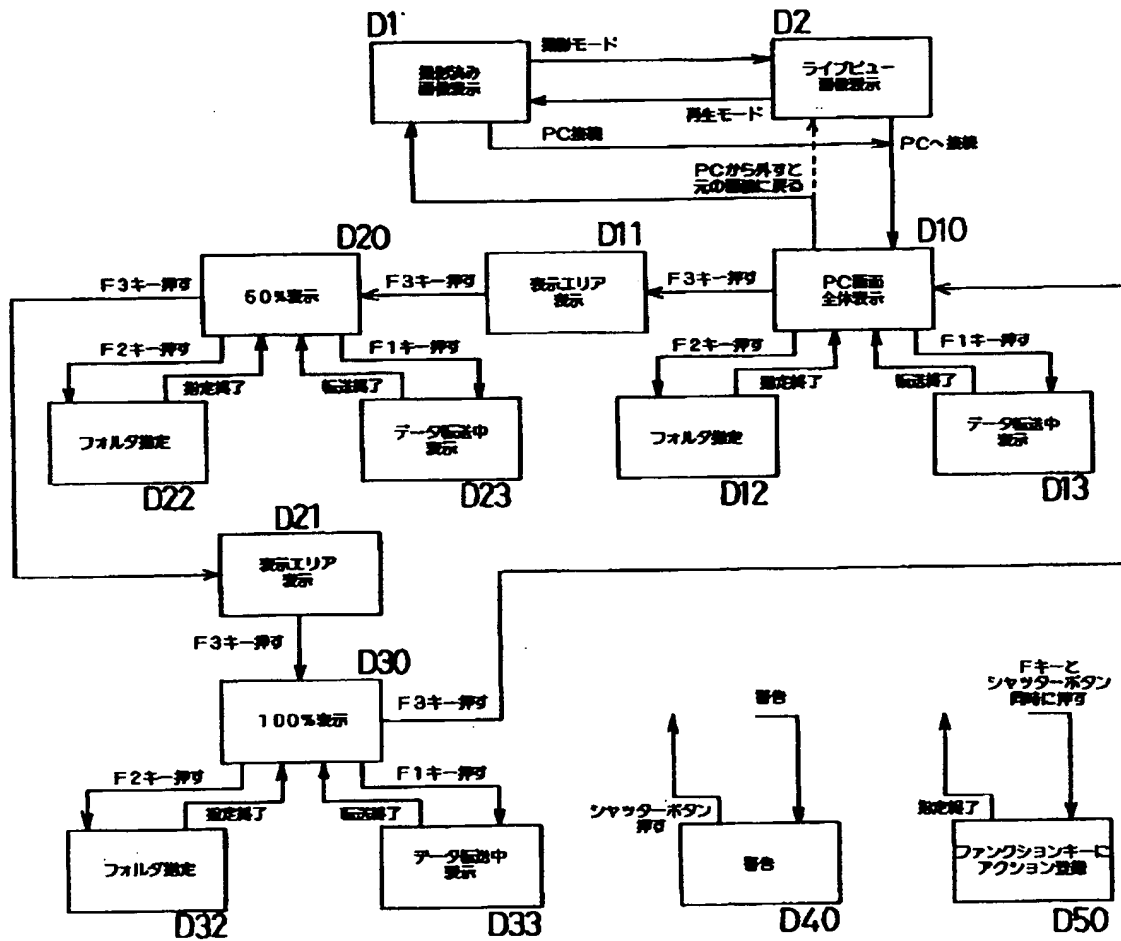 D1
D2
撮影モード
撮影済み
画像表示
ライブビュー
画像表示
再生モード
PC接続
PCへ接続
PCから外すと
元の画像に戻る
D20
D11
D10
F3キー押す
50%表示
F3キー押す
表示エリア
表示
F3キー押す
PC画面
全体表示
F2キー押す
F1キー押す
F2キー押す
F1キー押す
指定終了
転送終了
指定終了
転送終了
フォルダ指定
データ転送中
表示
フォルダ指定
データ転送中
表示
D22
D23
D12
D13
D21
表示エリア
表示
F3キー押す
D30
100%表示
F3キー押す
警告
Fキーと
シャッターボタン
同時に押す
F2キー押す
F1キー押す
指定終了
転送終了
シャッターボタン
押す
指定終了
フォルダ指定
データ転送中
表示
警告
ファンクションキーに
アクション登録
D32
D33
D40
D50